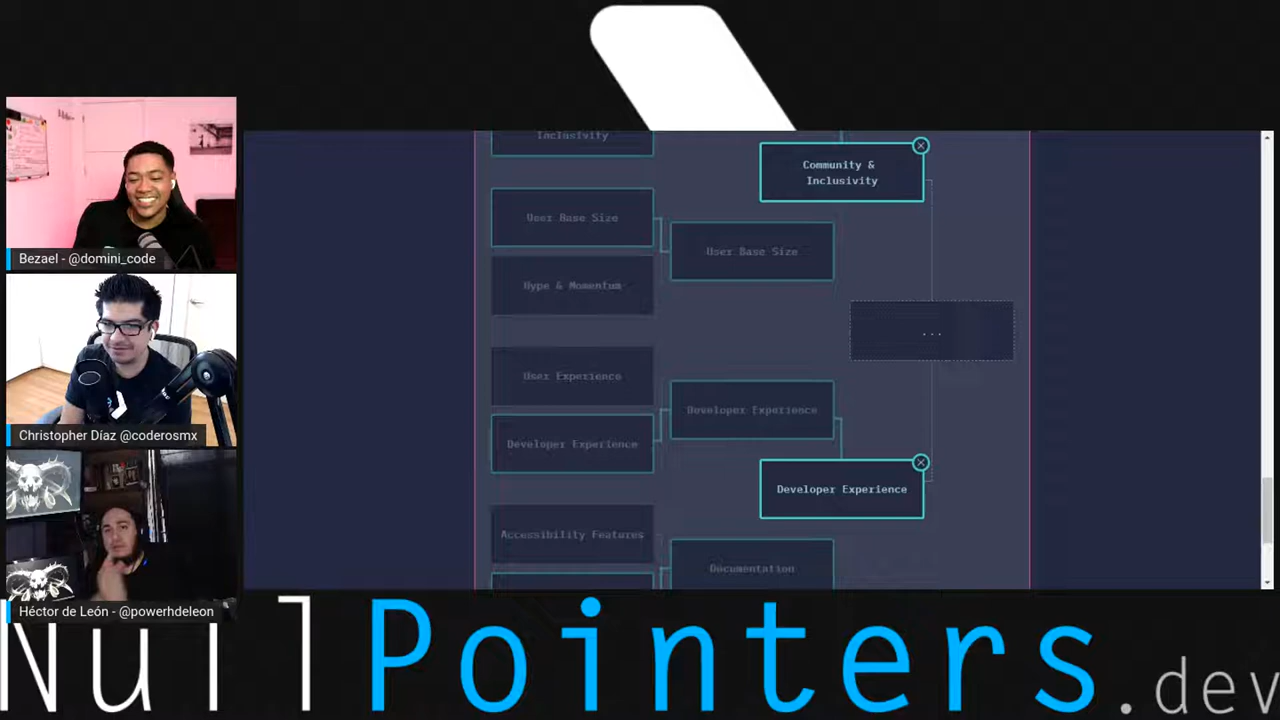 Bezael - @domini_code
Christopher Díaz @coderosmx
Héctor de León - @powerhdeleon
Inclusivity
Community &
Inclusivity
User Base Size
User Base Size
Hype & Momentum
...
User Experience
Developer Experience
Developer Experience
Developer Experience
Accessibility Features
Documentation
NullPointers.dev